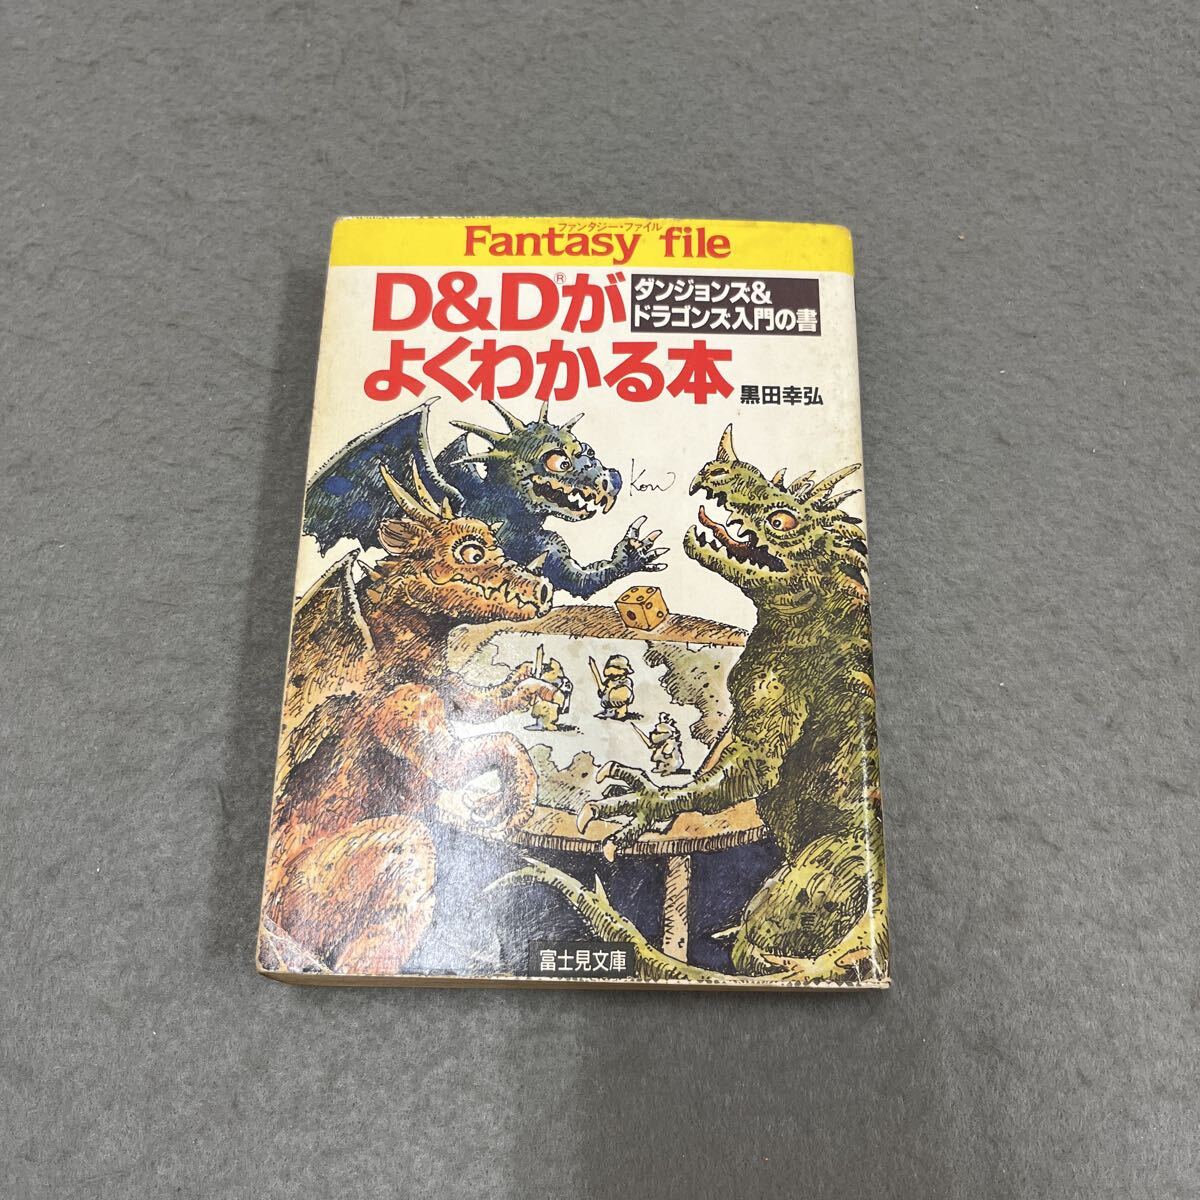 ファンタジー・ファイル
Fantasy file
D&D®が
よくわかる本
ダンジョンズ&
ドラゴンズ入門の書
黒田幸弘
Kow
富士見文庫